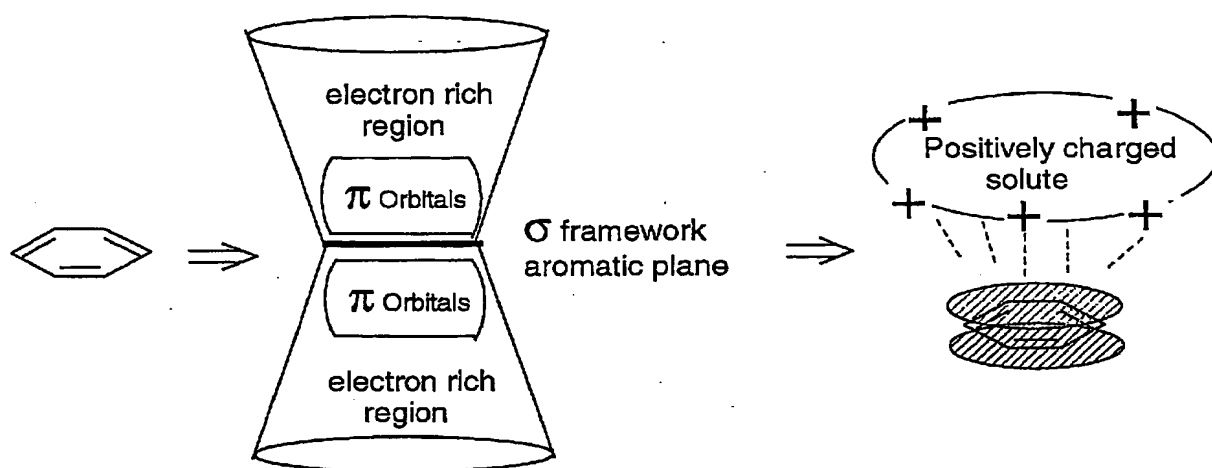 electron rich
region
π Orbitals
σ framework
aromatic plane
π Orbitals
electron rich
region
+ +
Positively charged
solute
+ + +